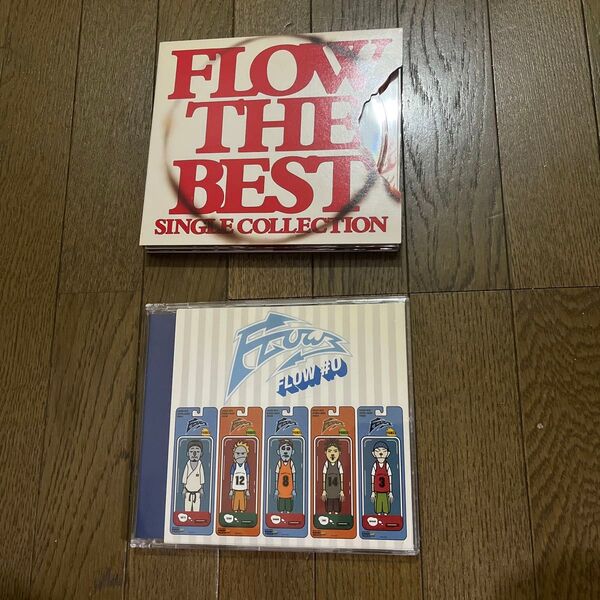 FLOW
THE
BEST
SINGLE COLLECTION
FLOW
FLOW #0
12
8
14
3